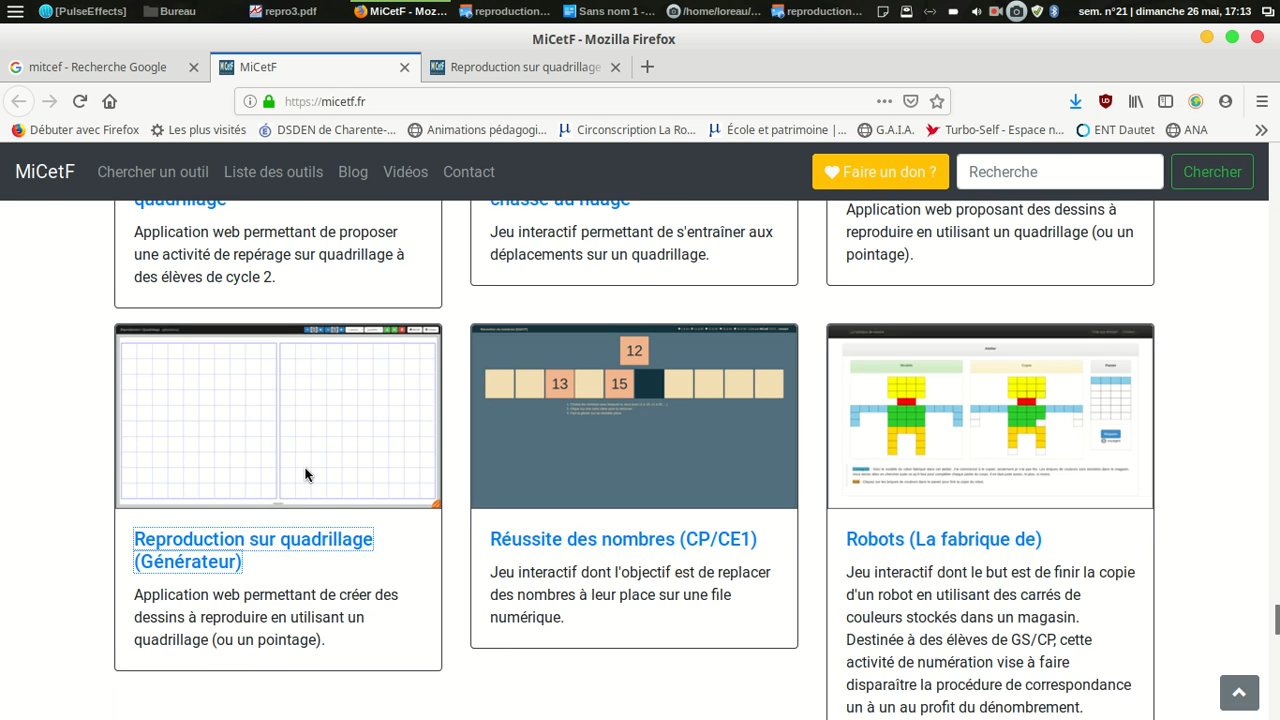 [PulseEffects]
Bureau
repro3.pdf
MiCetF - Moz...
reproduction...
Sans nom 1 -...
/home/loreau/...
reproduction...
sem. n°21 | dimanche 26 mai, 17:13
MiCetF - Mozilla Firefox
mitcef - Recherche Google
MiCetF
Reproduction sur quadrillage
https://micetf.fr
Débuter avec Firefox
Les plus visités
DSDEN de Charente-...
Animations pédagogi...
Circonscription La Ro...
École et patrimoine |...
G.A.I.A.
Turbo-Self - Espace n...
ENT Dautet
ANA
MiCetF
Chercher un outil
Liste des outils
Blog
Vidéos
Contact
Faire un don ?
Recherche
Chercher
quadrillage
Application web permettant de proposer
une activité de repérage sur quadrillage à
des élèves de cycle 2.
chasse au nuage
Jeu interactif permettant de s'entraîner aux
déplacements sur un quadrillage.
Application web proposant des dessins à
reproduire en utilisant un quadrillage (ou un
pointage).
Reproduction sur quadrillage
(Générateur)
Application web permettant de créer des
dessins à reproduire en utilisant un
quadrillage (ou un pointage).
12
13
15
Réussite des nombres (CP/CE1)
Jeu interactif dont l'objectif est de replacer
des nombres à leur place sur une file
numérique.
Robots (La fabrique de)
Jeu interactif dont le but est de finir la copie
d'un robot en utilisant des carrés de
couleurs stockés dans un magasin.
Destinée à des élèves de GS/CP, cette
activité de numération vise à faire
disparaître la procédure de correspondance
un à un au profit du dénombrement.